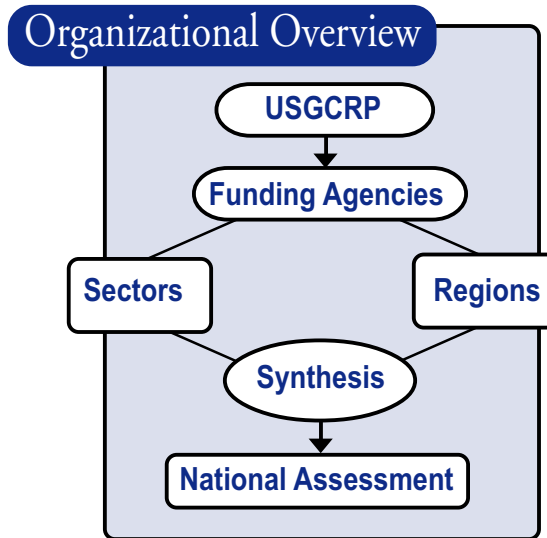 Organizational Overview
USGCRP
Funding Agencies
Sectors
Regions
Synthesis
National Assessment